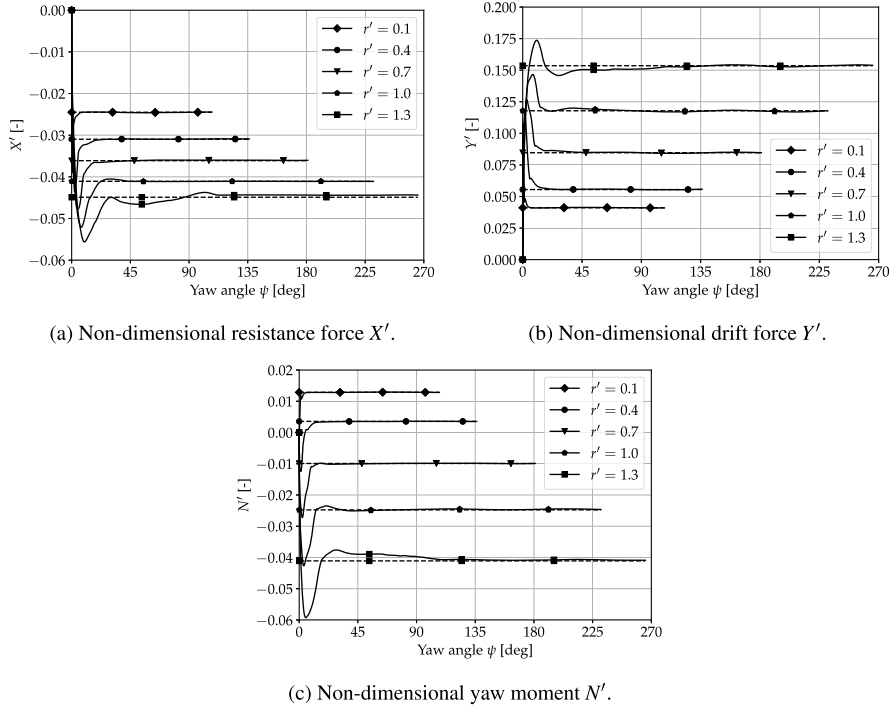 0.00
−0.01
−0.02
−0.03
−0.04
−0.05
−0.06
X′ [-]
0 45 90 135 180 225 270
Yaw angle ψ [deg]
r′ = 0.1
r′ = 0.4
r′ = 0.7
r′ = 1.0
r′ = 1.3
(a) Non-dimensional resistance force X′.
0.200
0.175
0.150
0.125
0.100
0.075
0.050
0.025
0.000
Y′ [-]
0 45 90 135 180 225 270
Yaw angle ψ [deg]
r′ = 0.1
r′ = 0.4
r′ = 0.7
r′ = 1.0
r′ = 1.3
(b) Non-dimensional drift force Y′.
0.02
0.01
0.00
−0.01
−0.02
−0.03
−0.04
−0.05
−0.06
N′ [-]
0 45 90 135 180 225 270
Yaw angle ψ [deg]
r′ = 0.1
r′ = 0.4
r′ = 0.7
r′ = 1.0
r′ = 1.3
(c) Non-dimensional yaw moment N′.